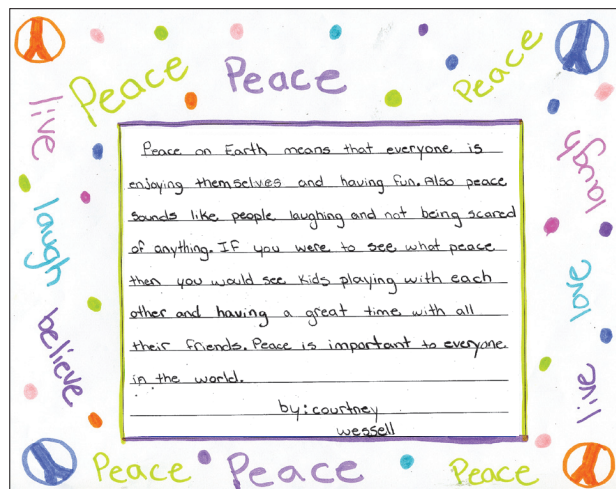 Peace
Peace
Peace
live
laugh
believe
Peace on Earth means that everyone is
enjoying themselves and having fun. Also peace
sounds like people laughing and not being scared
of anything. IF you were to see what peace
then you would see kids playing with each
other and having a great time with all
their friends. Peace is important to everyone
in the world.
by: courtney
wessell
laugh
love
live
Peace
Peace
Peace